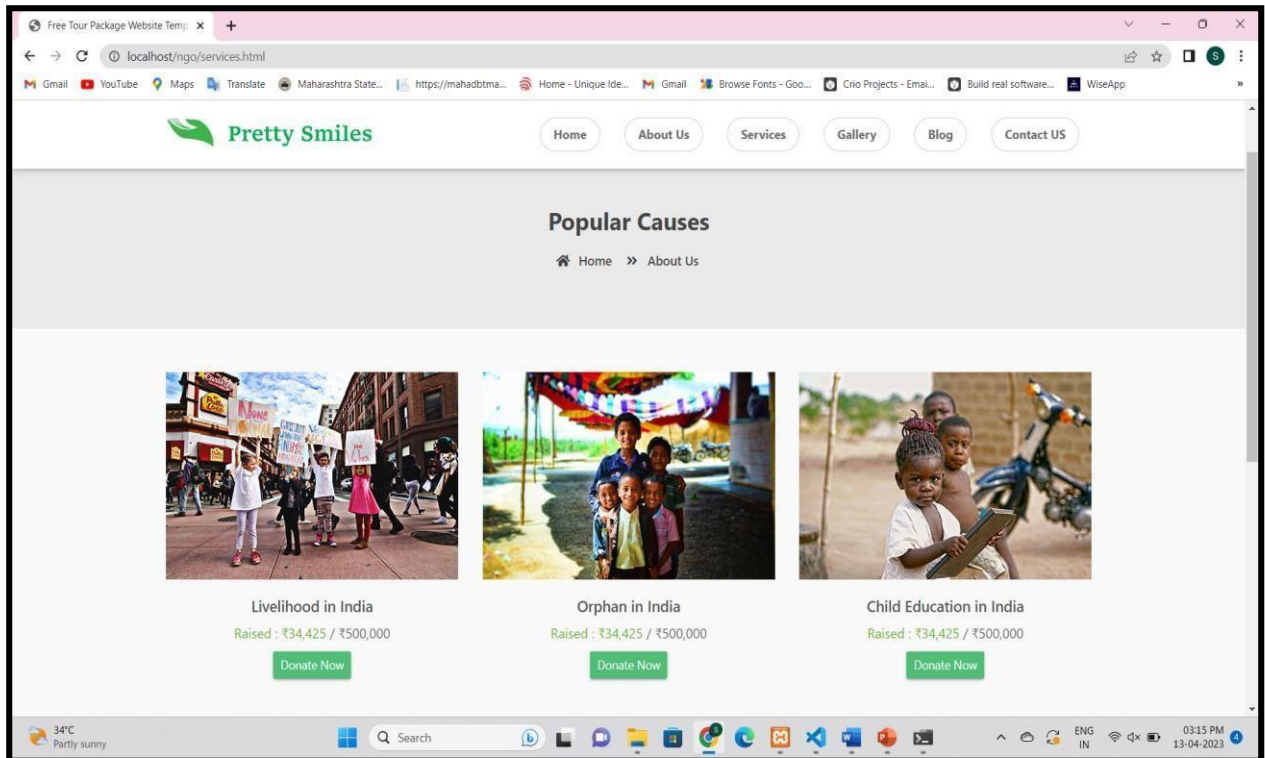 Free Tour Package Website Temp
localhost/ngo/services.html
S
Gmail YouTube Maps Translate Maharashtra State... https://mahadbtma... Home - Unique Ide... Gmail Browse Fonts - Goo... Crio Projects - Emai... Build real software... WiseApp »
Pretty Smiles
Home About Us Services Gallery Blog Contact US
Popular Causes
Home » About Us
None
Livelihood in India Orphan in India Child Education in India
Raised : ₹34,425 / ₹500,000 Raised : ₹34,425 / ₹500,000 Raised : ₹34,425 / ₹500,000
Donate Now Donate Now Donate Now
34°C
Partly sunny
Search
ENG
IN
03:15 PM
13-04-2023
4